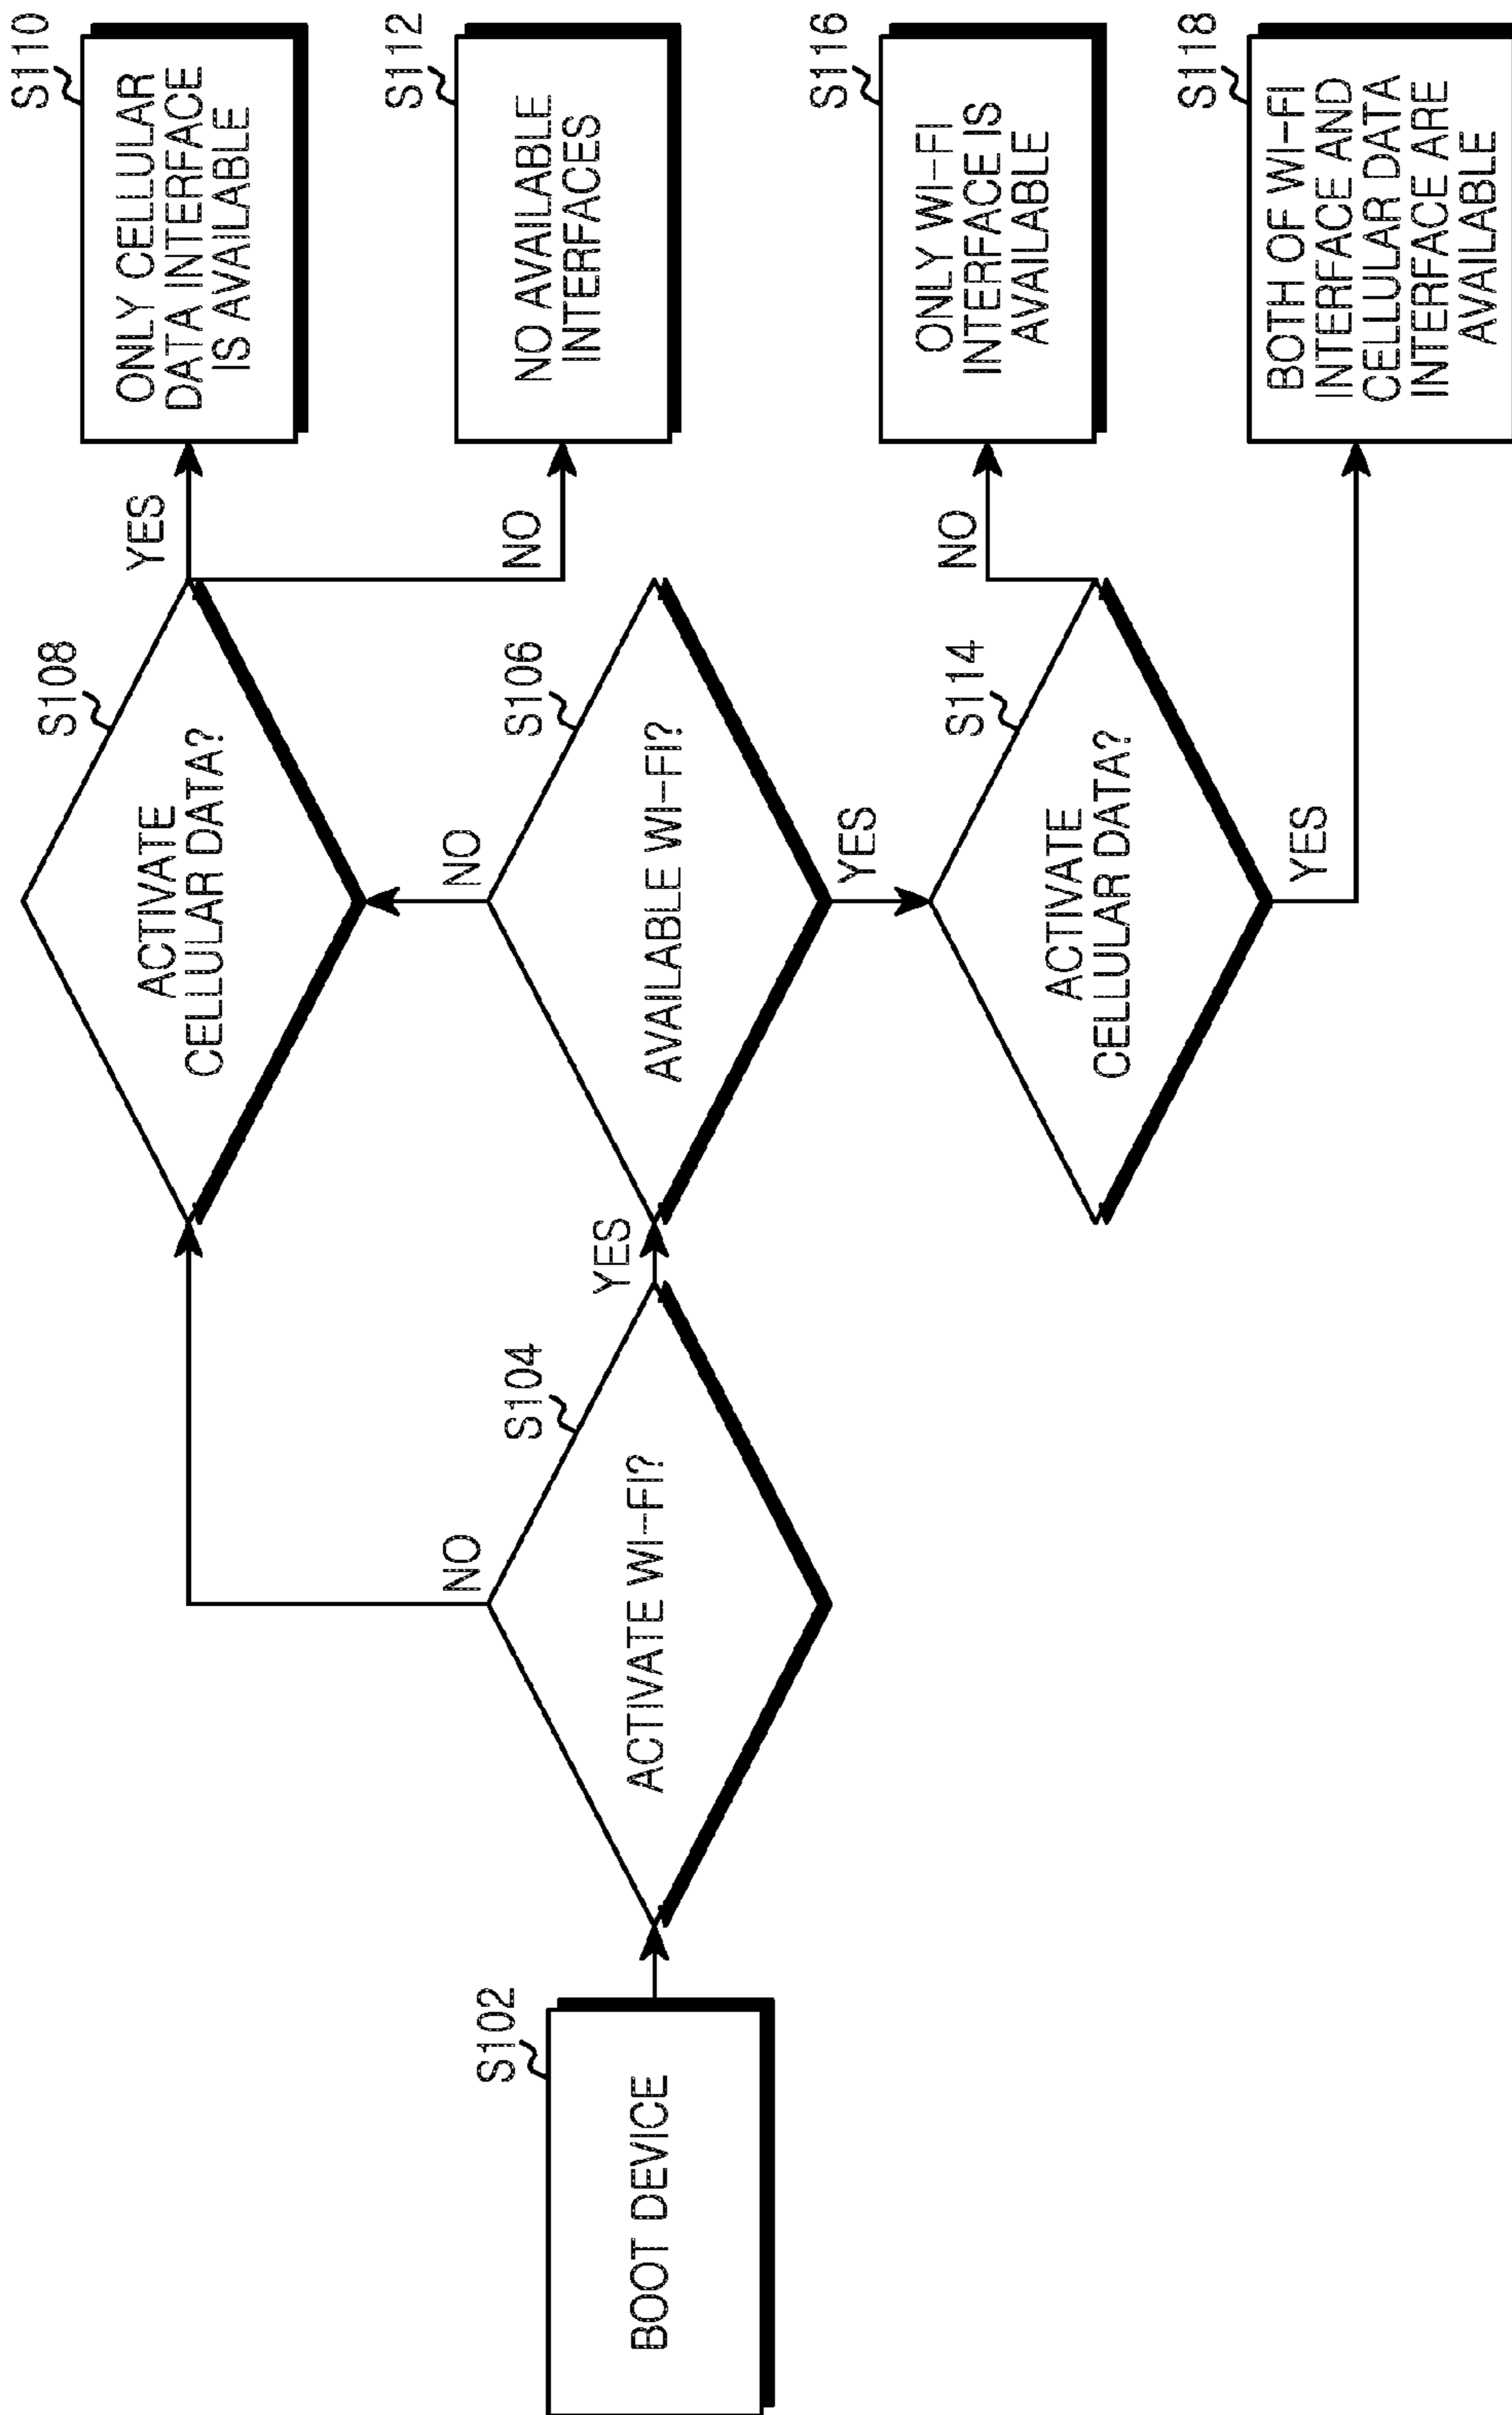 S102
BOOT DEVICE
S104
ACTIVATE WI-FI?
NO
YES
S108
ACTIVATE
CELLULAR DATA?
YES
NO
S106
AVAILABLE WI-FI?
NO
YES
S114
ACTIVATE
CELLULAR DATA?
NO
YES
S110
ONLY CELLULAR
DATA INTERFACE
IS AVAILABLE
S112
NO AVAILABLE
INTERFACES
S116
ONLY WI-FI
INTERFACE IS
AVAILABLE
S118
BOTH OF WI-FI
INTERFACE AND
CELLULAR DATA
INTERFACE ARE
AVAILABLE